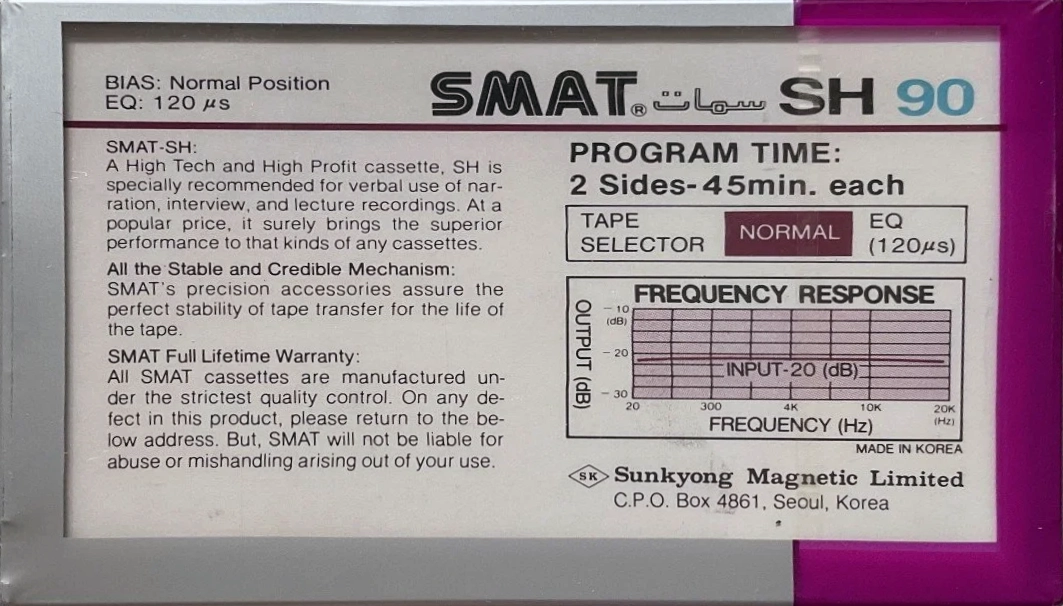 BIAS: Normal Position
EQ: 120 μs
SMAT® سمات SH 90
SMAT-SH:
A High Tech and High Profit cassette, SH is
specially recommended for verbal use of nar-
ration, interview, and lecture recordings. At a
popular price, it surely brings the superior
performance to that kinds of any cassettes.
All the Stable and Credible Mechanism:
SMAT's precision accessories assure the
perfect stability of tape transfer for the life of
the tape.
SMAT Full Lifetime Warranty:
All SMAT cassettes are manufactured un-
der the strictest quality control. On any de-
fect in this product, please return to the be-
low address. But, SMAT will not be liable for
abuse or mishandling arising out of your use.
PROGRAM TIME:
2 Sides-45min. each
TAPE
SELECTOR
NORMAL
EQ
(120μs)
FREQUENCY RESPONSE
OUTPUT (dB)
-10
(dB)
-20
-30
INPUT-20 (dB)
20 300 4K 10K 20K
(Hz)
FREQUENCY (Hz)
MADE IN KOREA
SK Sunkyong Magnetic Limited
C.P.O. Box 4861, Seoul, Korea